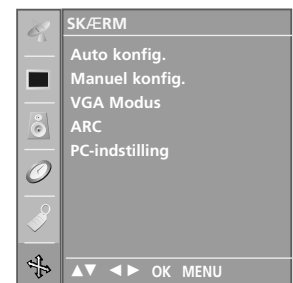 SKÆRM
Auto konfig.
Manuel konfig.
VGA Modus
ARC
PC-indstilling
▲▼ ◄► OK MENU